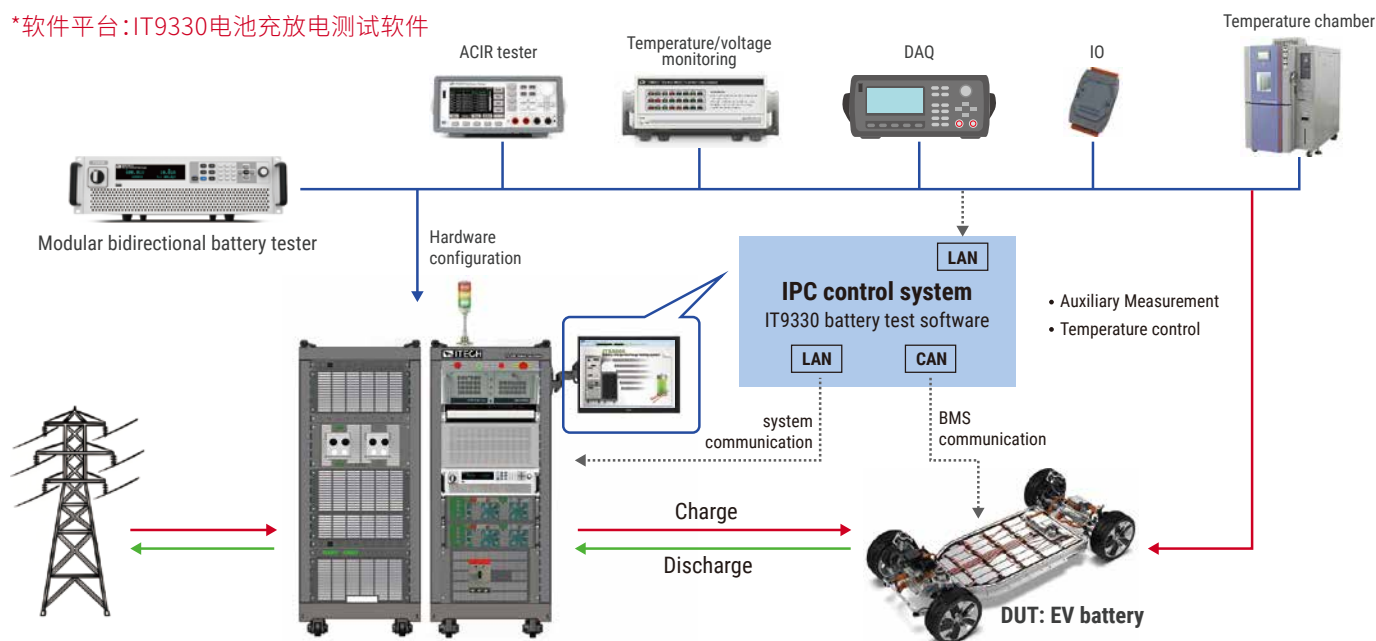 *软件平台：IT9330电池充放电测试软件
Temperature chamber
ACIR tester
Temperature/voltage
monitoring
DAQ
IO
Modular bidirectional battery tester
Hardware
configuration
LAN
IPC control system
IT9330 battery test software
LAN
CAN
• Auxiliary Measurement
• Temperature control
ITECH
system
communication
BMS
communication
Charge
Discharge
DUT: EV battery